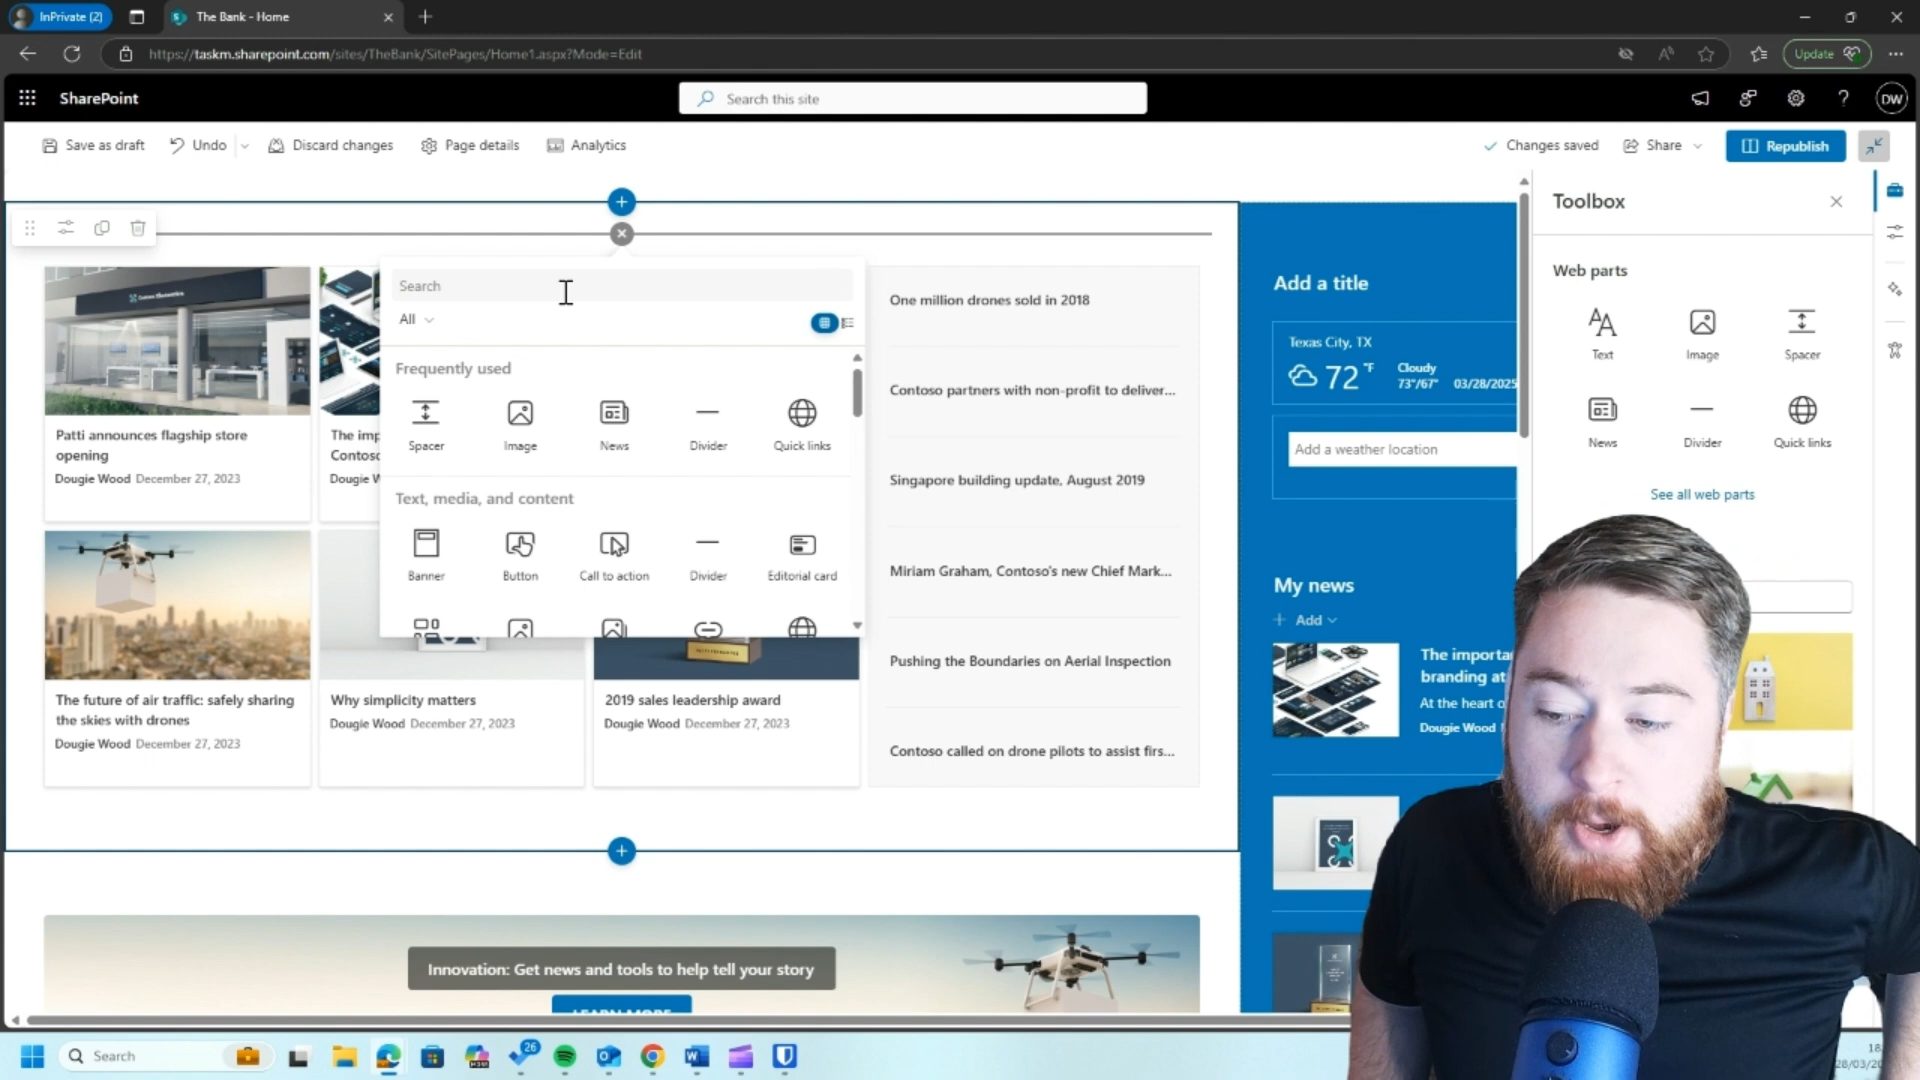 InPrivate (2)
The Bank - Home
https://taskm.sharepoint.com/sites/TheBank/SitePages/Home1.aspx?Mode=Edit
Update
SharePoint
Search this site
DW
Save as draft
Undo
Discard changes
Page details
Analytics
Changes saved
Share
Republish
Search
All
Frequently used
Spacer
Image
News
Divider
Quick links
Text, media, and content
Banner
Button
Call to action
Divider
Editorial card
Patti announces flagship store
opening
Dougie Wood December 27, 2023
The imp
Contoso
Dougie W
The future of air traffic: safely sharing
the skies with drones
Dougie Wood December 27, 2023
Why simplicity matters
Dougie Wood December 27, 2023
2019 sales leadership award
Dougie Wood December 27, 2023
One million drones sold in 2018
Contoso partners with non-profit to deliver...
Singapore building update, August 2019
Miriam Graham, Contoso's new Chief Mark...
Pushing the Boundaries on Aerial Inspection
Contoso called on drone pilots to assist firs...
Innovation: Get news and tools to help tell your story
LEARN MORE
Add a title
Texas City, TX
72 °F
Cloudy
73°/67°
03/28/2025
Add a weather location
My news
Add
The importa
branding at
At the heart o
Dougie Wood
Toolbox
Web parts
Text
Image
Spacer
News
Divider
Quick links
See all web parts
Search
26
18
28/03/20